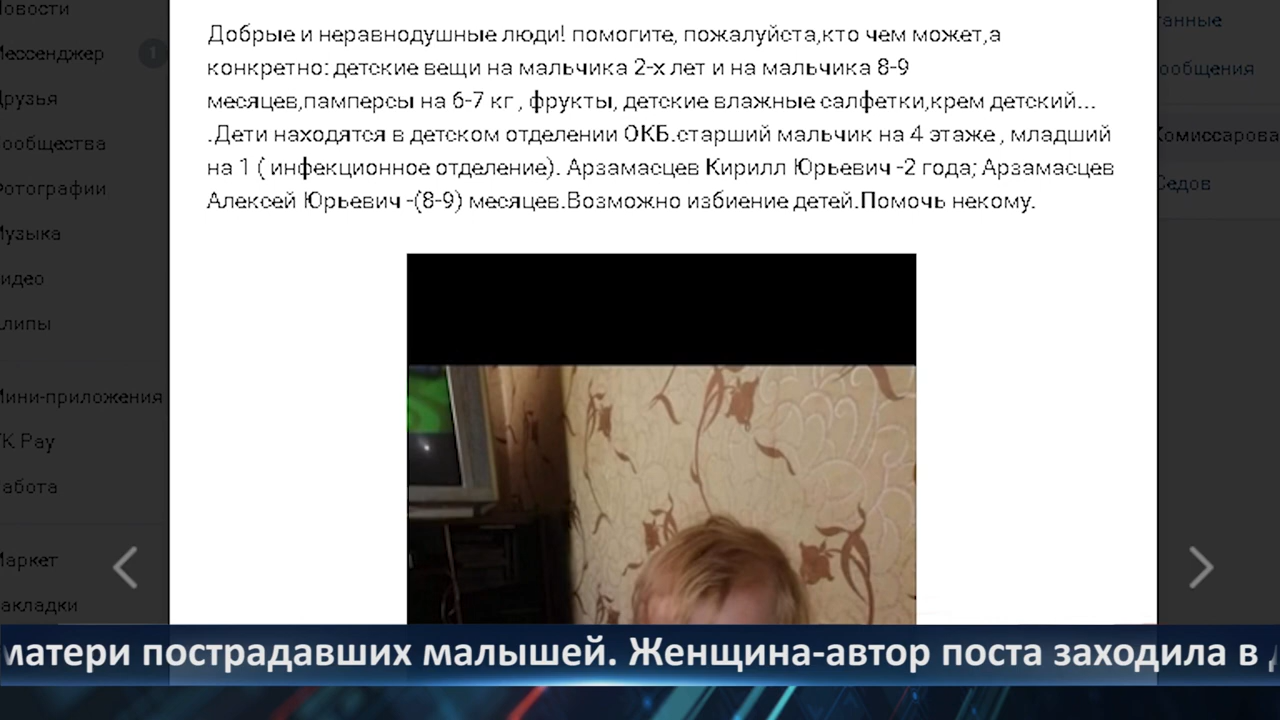 Добрые и неравнодушные люди! помогите, пожалуйста,кто чем может,а
конкретно: детские вещи на мальчика 2-х лет и на мальчика 8-9
месяцев,памперсы на 6-7 кг , фрукты, детские влажные салфетки,крем детский...
.Дети находятся в детском отделении ОКБ.старший мальчик на 4 этаже , младший
на 1 ( инфекционное отделение). Арзамасцев Кирилл Юрьевич -2 года; Арзамасцев
Алексей Юрьевич -(8-9) месяцев.Возможно избиение детей.Помочь некому.
овости
ессенджер 1
рузья
ообщества
отографии
узыка
идео
липы
ини-приложения
K Pay
абота
аркет
акладки
анные
ообщения
Комиссарова
Седов
матери пострадавших малышей. Женщина-автор поста заходила в